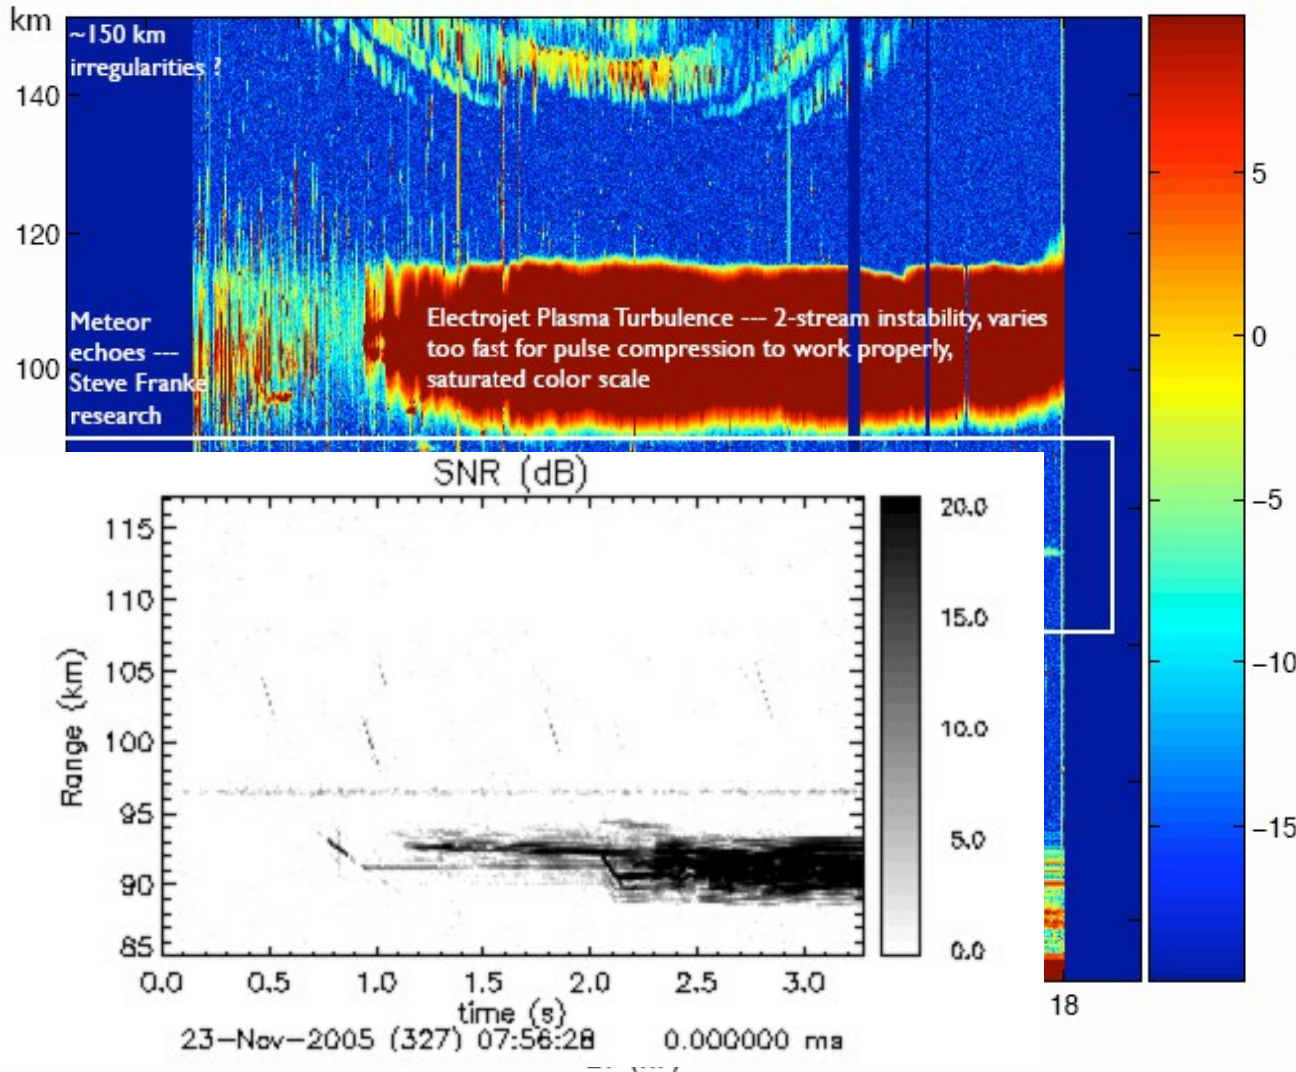 km
~150 km
irregularities ?
140
120
100
Meteor
echoes ---
Steve Franke
research
Electrojet Plasma Turbulence --- 2-stream instability, varies
too fast for pulse compression to work properly,
saturated color scale
5
0
-5
-10
-15
18
SNR (dB)
115
110
105
100
95
90
85
Range (km)
20.0
15.0
10.0
5.0
0.0
0.0 0.5 1.0 1.5 2.0 2.5 3.0
time (s)
23-Nov-2005 (327) 07:56:28 0.000000 ms